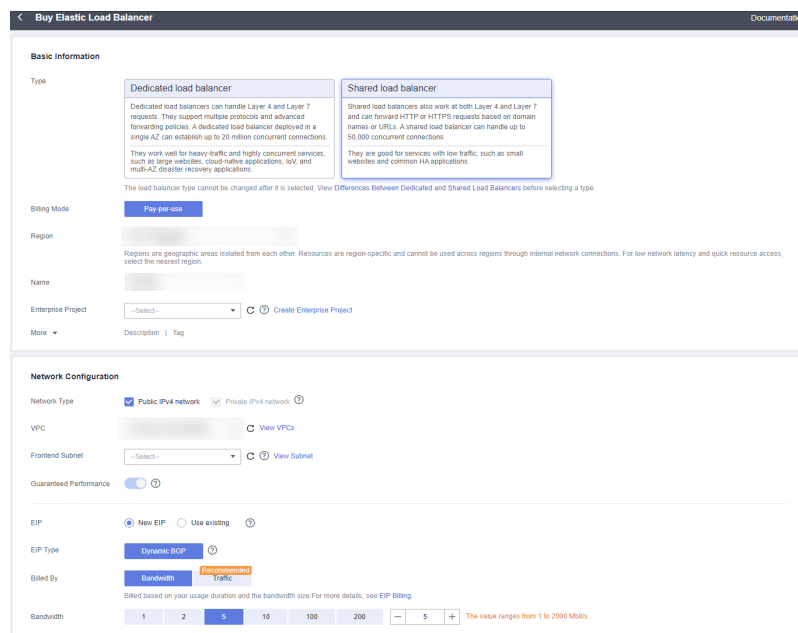 Buy Elastic Load Balancer
Documentatio
Basic Information
Type
Dedicated load balancer
Dedicated load balancers can handle Layer 4 and Layer 7
requests. They support multiple protocols and advanced
forwarding policies. A dedicated load balancer deployed in a
single AZ can establish up to 20 million concurrent connections.
They work well for heavy-traffic and highly concurrent services,
such as large websites, cloud-native applications, IoV, and
multi-AZ disaster recovery applications.
Shared load balancer
Shared load balancers also work at both Layer 4 and Layer 7
and can forward HTTP or HTTPS requests based on domain
names or URLs. A shared load balancer can handle up to
50,000 concurrent connections.
They are good for services with low traffic, such as small
websites and common HA applications.
The load balancer type cannot be changed after it is selected. View Differences Between Dedicated and Shared Load Balancers before selecting a type.
Billing Mode
Pay-per-use
Region
Regions are geographic areas isolated from each other. Resources are region-specific and cannot be used across regions through internal network connections. For low network latency and quick resource access,
select the nearest region.
Name
Enterprise Project
--Select--
Create Enterprise Project
More
Description | Tag
Network Configuration
Network Type
Public IPv4 network
Private IPv4 network
VPC
View VPCs
Frontend Subnet
--Select--
View Subnet
Guaranteed Performance
EIP
New EIP
Use existing
EIP Type
Dynamic BGP
Recommended
Billed By
Bandwidth
Traffic
Billed based on your usage duration and the bandwidth size.For more details, see EIP Billing.
Bandwidth
1 2 5 10 100 200
5
The value ranges from 1 to 2000 Mbit/s.